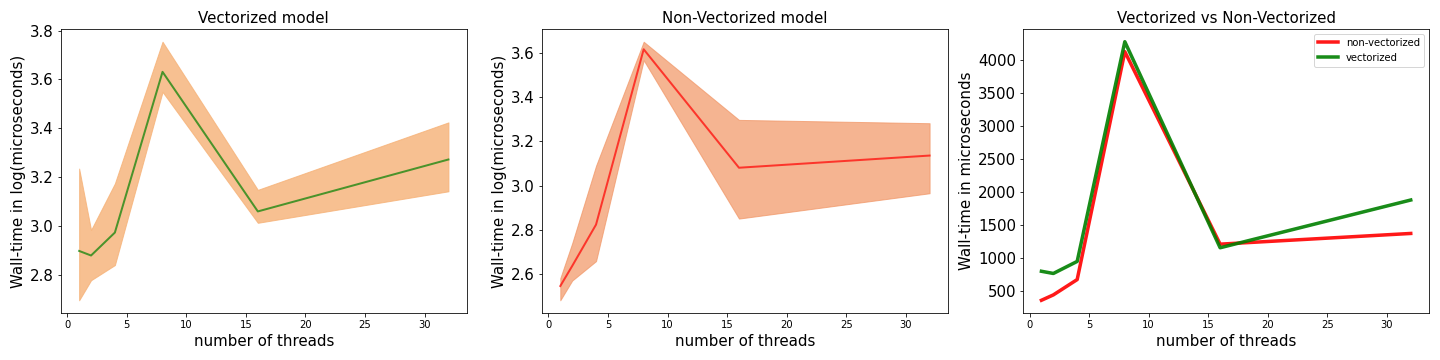 Vectorized model
Wall-time in log(microseconds)
3.8
3.6
3.4
3.2
3.0
2.8
0 5 10 15 20 25 30
number of threads
Non-Vectorized model
Wall-time in log(microseconds)
3.6
3.4
3.2
3.0
2.8
2.6
0 5 10 15 20 25 30
number of threads
Vectorized vs Non-Vectorized
Wall-time in microseconds
4000
3500
3000
2500
2000
1500
1000
500
0 5 10 15 20 25 30
number of threads
non-vectorized
vectorized